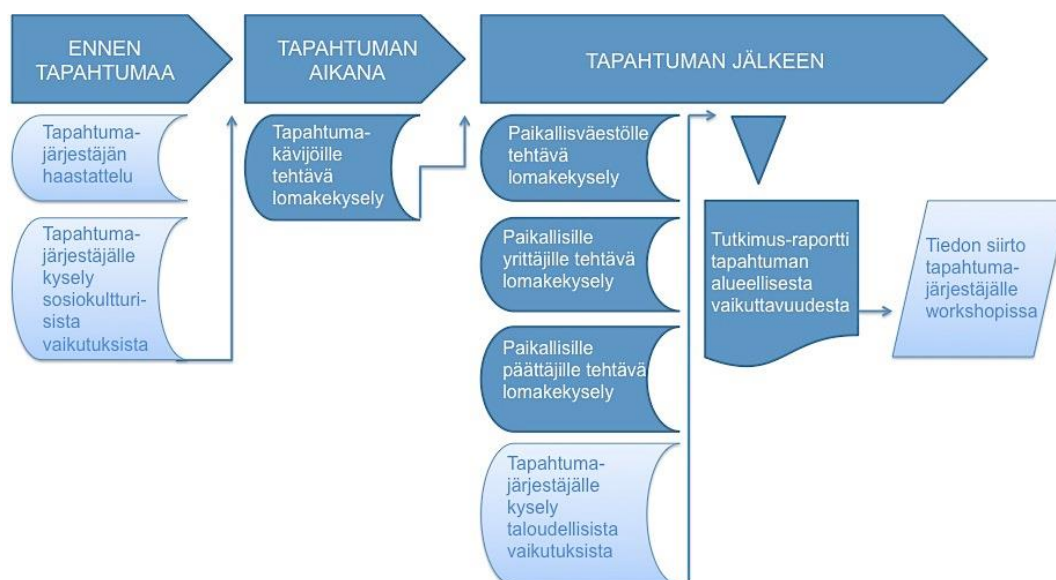 ENNEN
TAPAHTUMAA
TAPAHTUMAN
AIKANA
TAPAHTUMAN JÄLKEEN
Tapahtuma-
järjestäjän
haastattelu
Tapahtuma-
järjestäjälle
kysely
sosiokultturi-
sista
vaikutuksista
Tapahtuma-
kävijöille
tehtävä
lomakekysely
Paikallisväestölle
tehtävä
lomakekysely
Paikallisille
yrittäjille tehtävä
lomakekysely
Paikallisille
päättäjille tehtävä
lomakekysely
Tapahtuma-
järjestäjälle
kysely
taloudellisista
vaikutuksista
Tutkimus-raportti
tapahtuman
alueellisesta
vaikuttavuudesta
Tiedon siirto
tapahtuma-
järjestäjälle
workshopissa